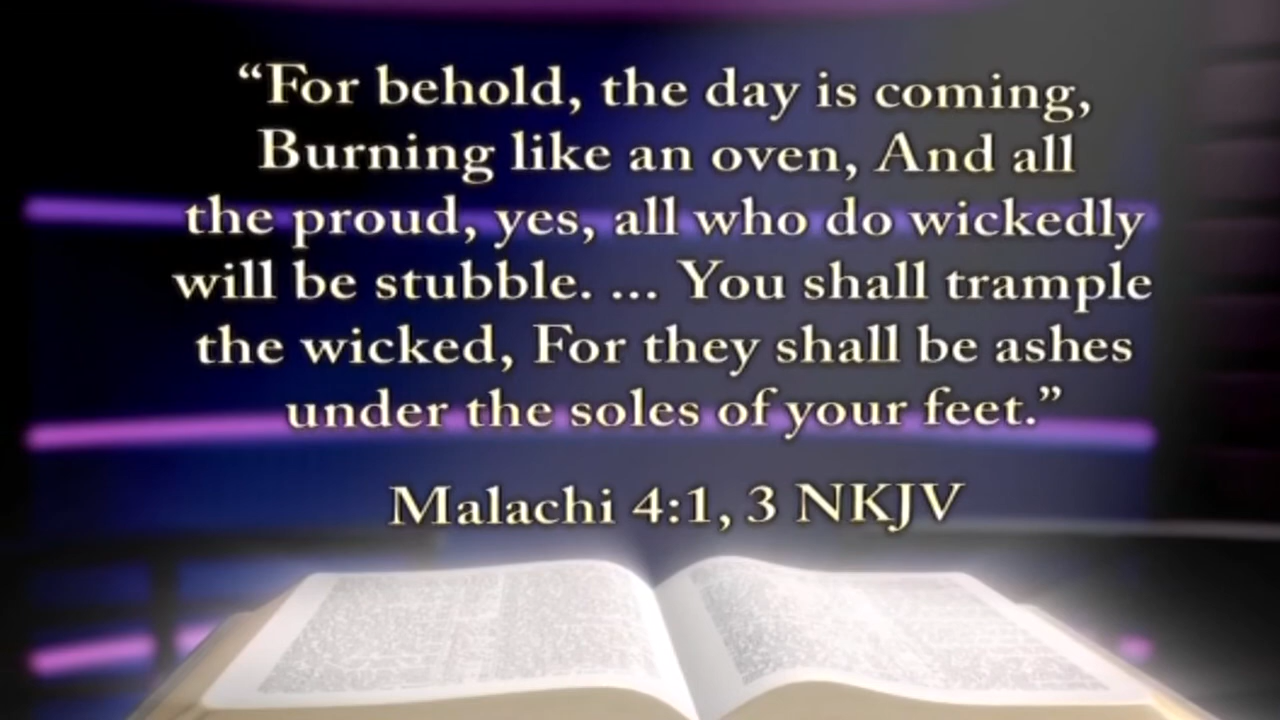 “For behold, the day is coming,
Burning like an oven, And all
the proud, yes, all who do wickedly
will be stubble. ... You shall trample
the wicked, For they shall be ashes
under the soles of your feet.”
Malachi 4:1, 3 NKJV